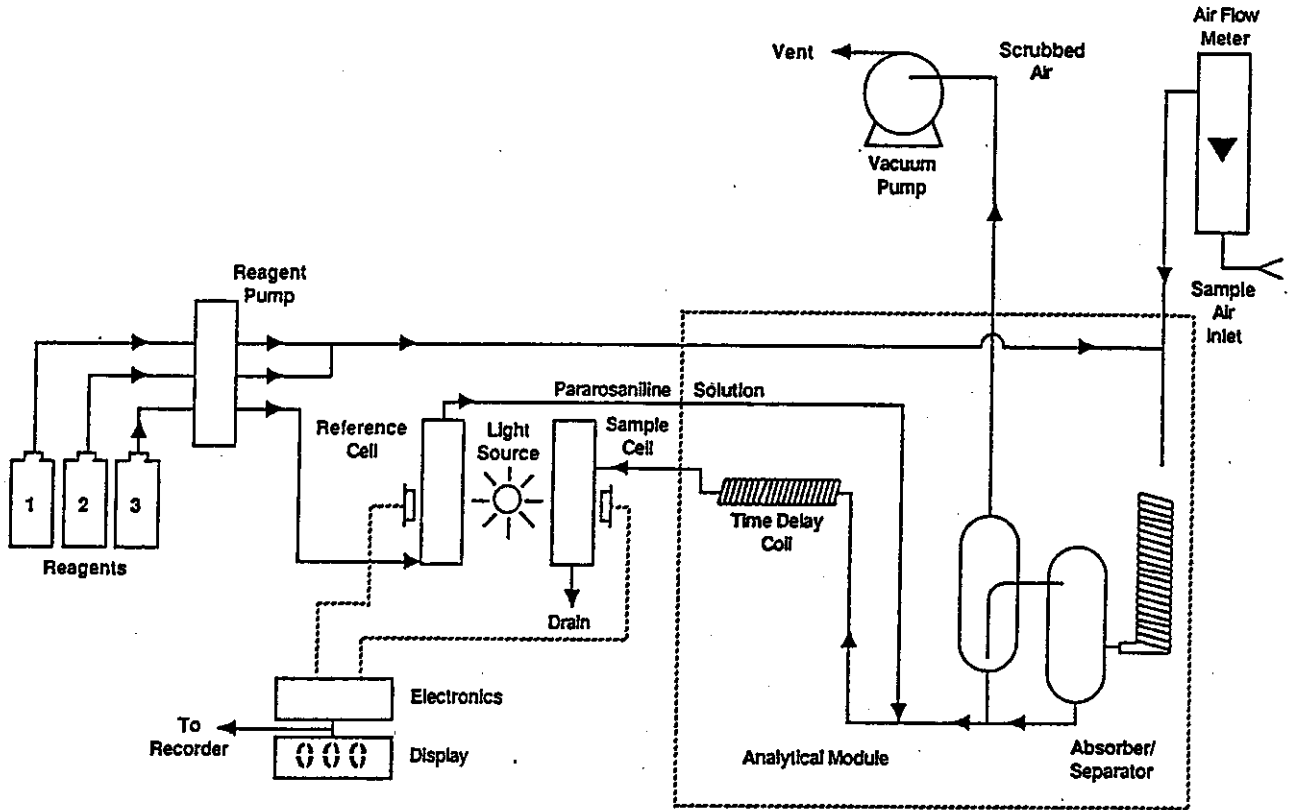 Air Flow
Meter
Vent
Scrubbed
Air
Vacuum
Pump
Sample
Air
Inlet
Reagent
Pump
Pararosaniline Solution
Reference
Cell
Light
Source
Sample
Cell
1 2 3
Reagents
Time Delay
Coil
Drain
Electronics
To
Recorder
000
Display
Analytical Module
Absorber/
Separator